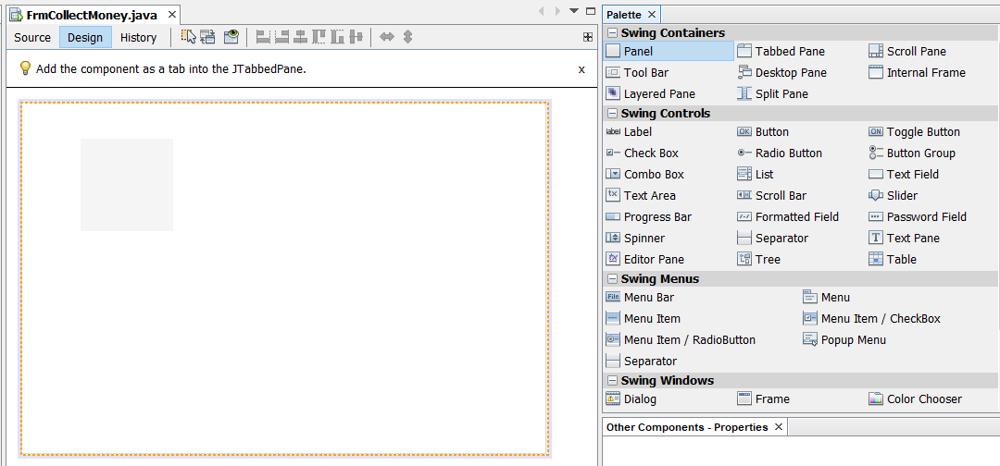 FrmCollectMoney.java
Source Design History
Add the component as a tab into the JTabbedPane.
x
Palette
Swing Containers
Panel Tabbed Pane Scroll Pane
Tool Bar Desktop Pane Internal Frame
Layered Pane Split Pane
Swing Controls
label Label OK Button ON Toggle Button
Check Box Radio Button Button Group
Combo Box List Text Field
Text Area Scroll Bar Slider
Progress Bar Formatted Field Password Field
Spinner Separator T Text Pane
Editor Pane Tree Table
Swing Menus
File Menu Bar Menu
Menu Item Menu Item / CheckBox
Menu Item / RadioButton Popup Menu
Separator
Swing Windows
Dialog Frame Color Chooser
Other Components - Properties